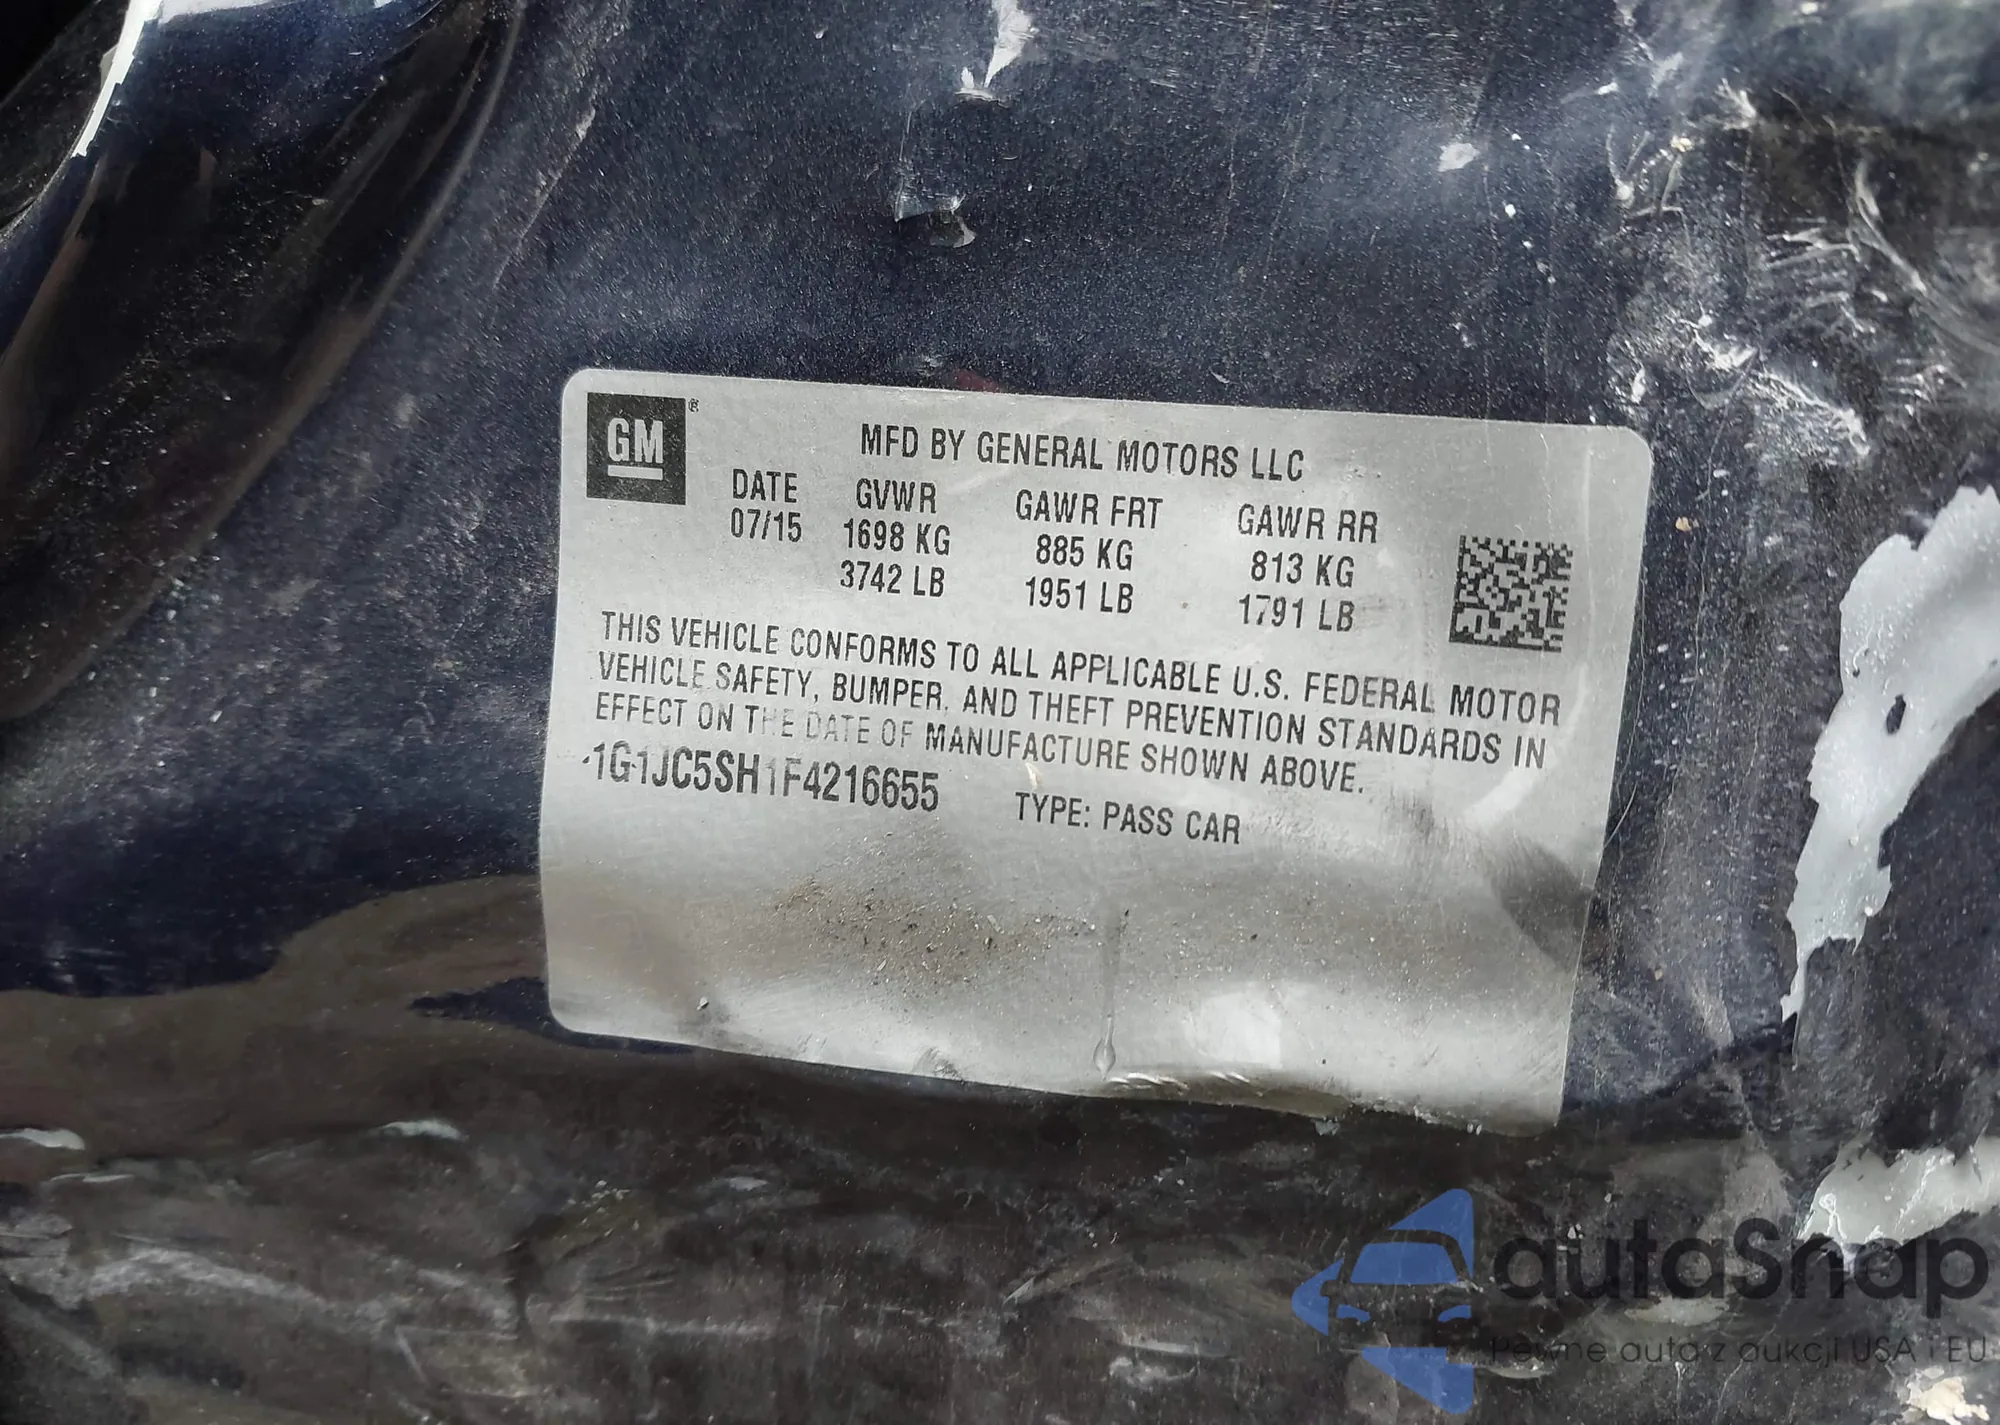 GM®
MFD BY GENERAL MOTORS LLC
DATE GVWR GAWR FRT GAWR RR
07/15 1698 KG 885 KG 813 KG
3742 LB 1951 LB 1791 LB
THIS VEHICLE CONFORMS TO ALL APPLICABLE U.S. FEDERAL MOTOR
VEHICLE SAFETY, BUMPER, AND THEFT PREVENTION STANDARDS IN
EFFECT ON THE DATE OF MANUFACTURE SHOWN ABOVE.
1G1JC5SH1F4216655 TYPE: PASS CAR
autaSnap
Pewne auta z aukcji USA i EU